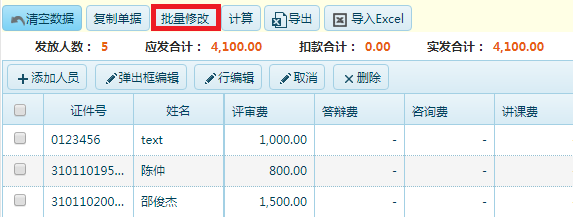 清空数据 复制单据 批量修改 计算 导出 导入Excel
发放人数： 5 应发合计： 4,100.00 扣款合计： 0.00 实发合计： 4,100.00
添加人员 弹出框编辑 行编辑 取消 删除
证件号 姓名 评审费 答辩费 咨询费 讲课费
0123456 text 1,000.00 - -
310110195... 陈仲 800.00 - -
310110200... 邵俊杰 1,500.00 - -